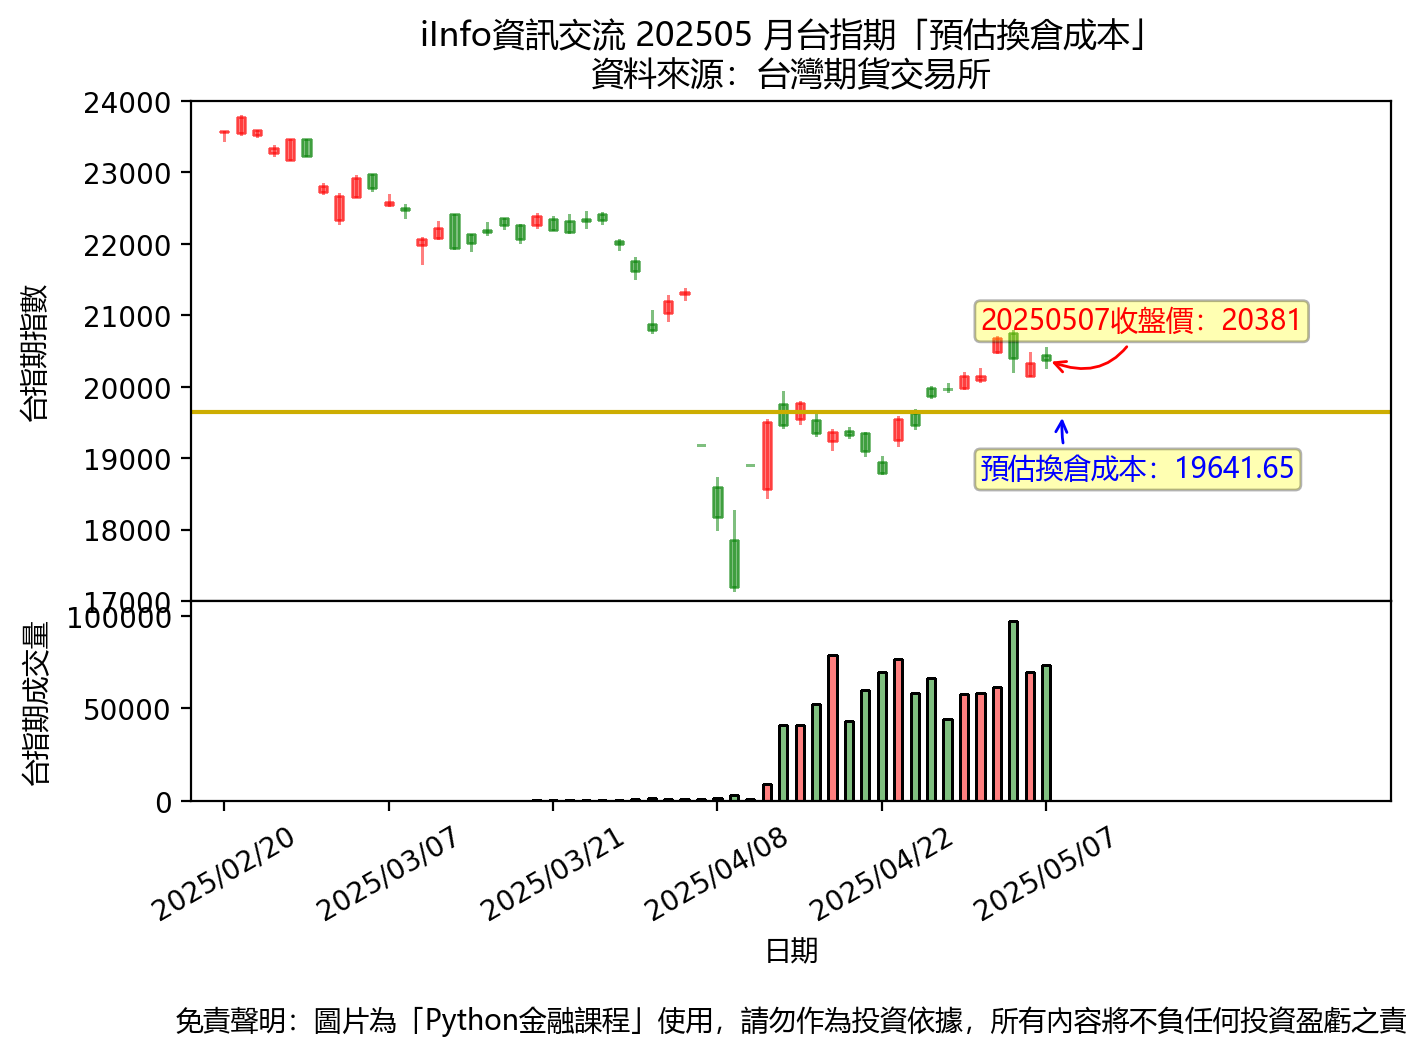 iInfo資訊交流 202505 月台指期「預估換倉成本」
資料來源：台灣期貨交易所
台指期指數
24000
23000
22000
21000
20000
19000
18000
17000
20250507收盤價：20381
預估換倉成本：19641.65
台指期成交量
100000
50000
0
2025/02/20
2025/03/07
2025/03/21
2025/04/08
2025/04/22
2025/05/07
日期
免責聲明：圖片為「Python金融課程」使用，請勿作為投資依據，所有內容將不負任何投資盈虧之責